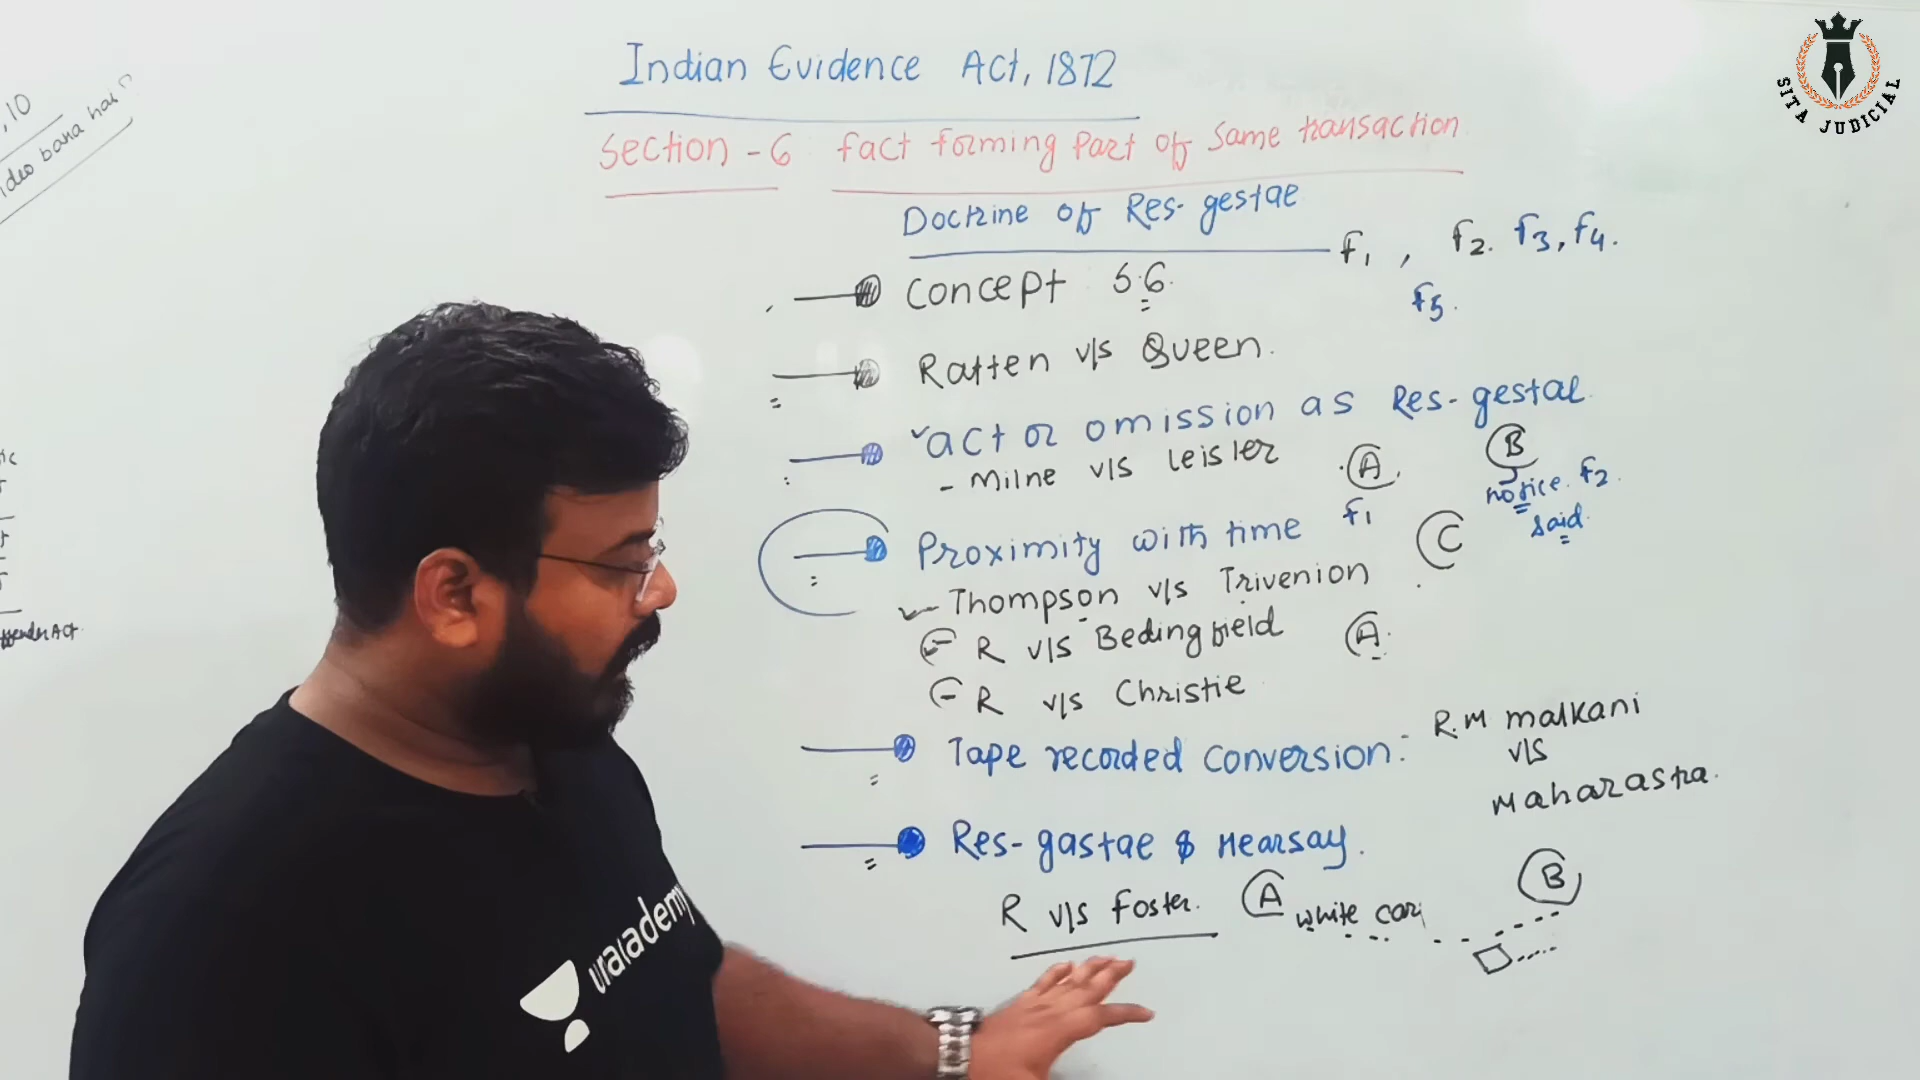 Indian Evidence Act, 1872
Section - 6 fact forming Part of Same transaction
Doctrine of Res- gestae
f1 , f2. f3, f4.
f5.
Concept S.6.
Ratten v/s Queen.
act or omission as Res- gestae
- Milne v/s Leisler
A
B
notice. f2
said.
f1
C
Proximity with time
- Thompson v/s Trivenion
- R v/s Bedingfield
A
- R v/s Christie
Tape recorded conversion:- R.M malkani
v/s
maharastra.
Res- gastae & Hearsay.
R v/s Foster.
A white car
B
, 10
ideo bana hai
SITA JUDICIAL
unacademy